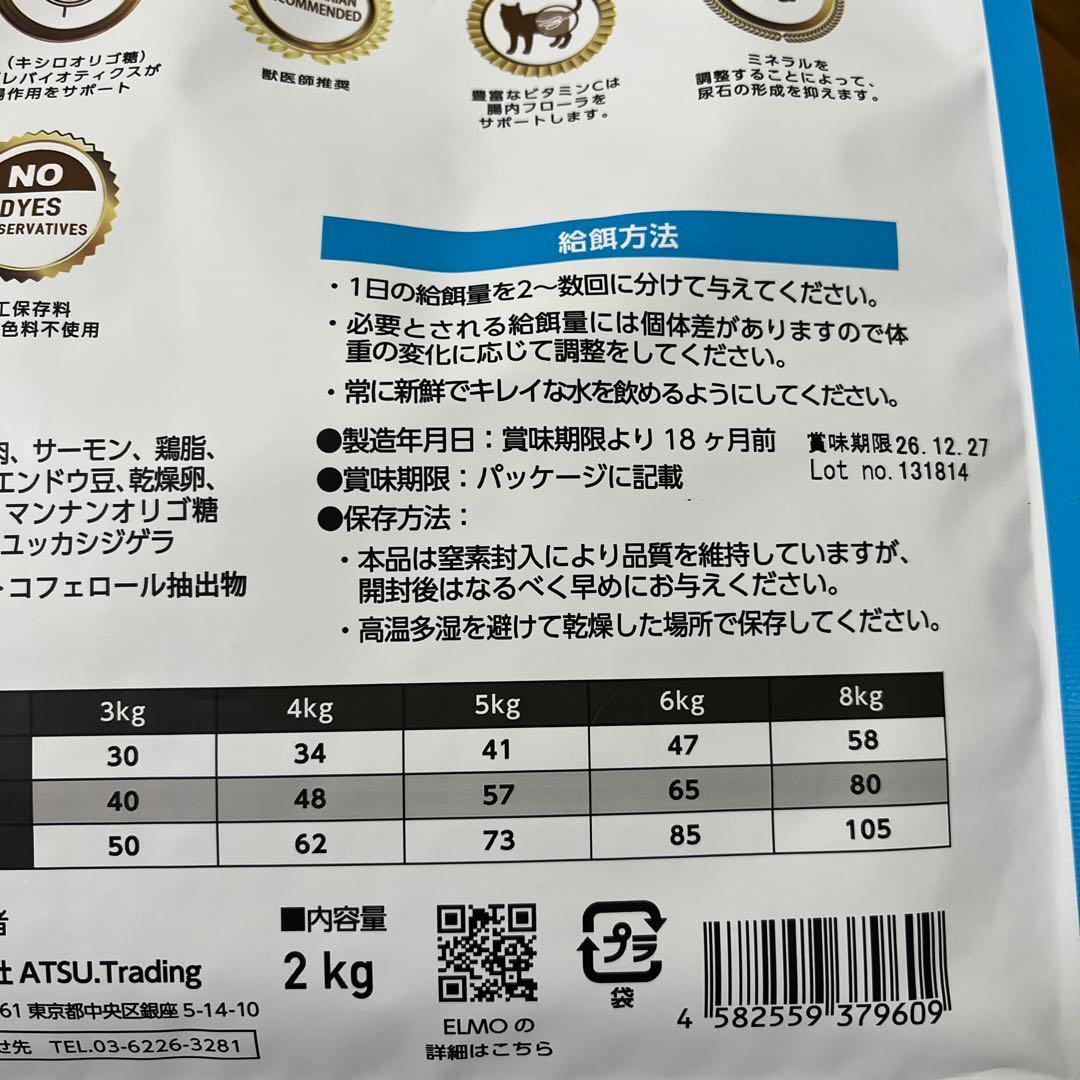 RECOMMENDED
(キシロオリゴ糖)
レバイオティクスが
作用をサポート
獣医師推奨
豊富なビタミンCは
腸内フローラを
サポートします。
ミネラルを
調整することによって、
尿石の形成を抑えます。
NO
DYES
工保存料
色料不使用
給餌方法
・1日の給餌量を2〜数回に分けて与えてください。
・必要とされる給餌量には個体差がありますので体
重の変化に応じて調整をしてください。
・常に新鮮でキレイな水を飲めるようにしてください。
●製造年月日：賞味期限より18ヶ月前
賞味期限26.12.27
●賞味期限：パッケージに記載
Lot no.131814
●保存方法：
・本品は窒素封入により品質を維持していますが、
開封後はなるべく早めにお与えください。
・高温多湿を避けて乾燥した場所で保存してください。
肉、サーモン、鶏脂、
エンドウ豆、乾燥卵、
マンナンオリゴ糖
ユッカシジゲラ
トコフェロール抽出物
3kg 4kg 5kg 6kg 8kg
30 34 41 47 58
40 48 57 65 80
50 62 73 85 105
者
社 ATSU.Trading
61 東京都中央区銀座 5-14-10
せ先 TEL.03-6226-3281
■内容量
2 kg
ELMO の
詳細はこちら
プラ
袋
4 582559 379609